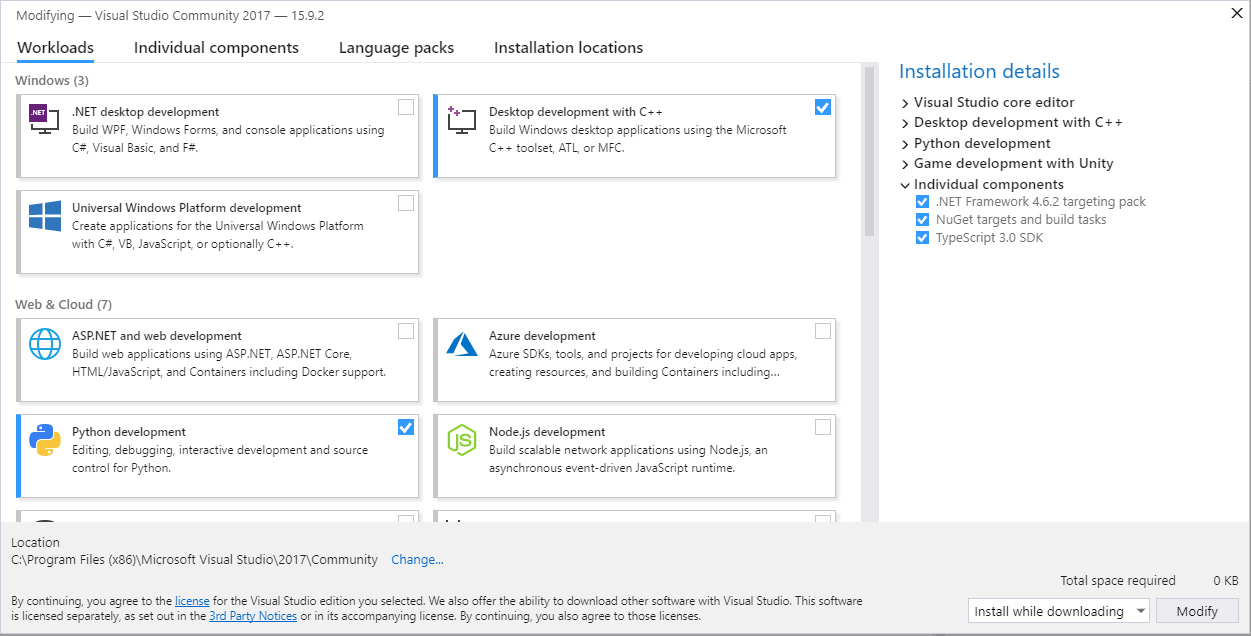 Modifying — Visual Studio Community 2017 — 15.9.2
Workloads
Individual components
Language packs
Installation locations
Windows (3)
.NET
.NET desktop development
Build WPF, Windows Forms, and console applications using
C#, Visual Basic, and F#.
Desktop development with C++
Build Windows desktop applications using the Microsoft
C++ toolset, ATL, or MFC.
Universal Windows Platform development
Create applications for the Universal Windows Platform
with C#, VB, JavaScript, or optionally C++.
Web & Cloud (7)
ASP.NET and web development
Build web applications using ASP.NET, ASP.NET Core,
HTML/JavaScript, and Containers including Docker support.
Azure development
Azure SDKs, tools, and projects for developing cloud apps,
creating resources, and building Containers including...
Python development
Editing, debugging, interactive development and source
control for Python.
JS
Node.js development
Build scalable network applications using Node.js, an
asynchronous event-driven JavaScript runtime.
Installation details
Visual Studio core editor
Desktop development with C++
Python development
Game development with Unity
Individual components
.NET Framework 4.6.2 targeting pack
NuGet targets and build tasks
TypeScript 3.0 SDK
Location
C:\Program Files (x86)\Microsoft Visual Studio\2017\Community Change...
Total space required 0 KB
By continuing, you agree to the license for the Visual Studio edition you selected. We also offer the ability to download other software with Visual Studio. This software
is licensed separately, as set out in the 3rd Party Notices or in its accompanying license. By continuing, you also agree to those licenses.
Install while downloading
Modify